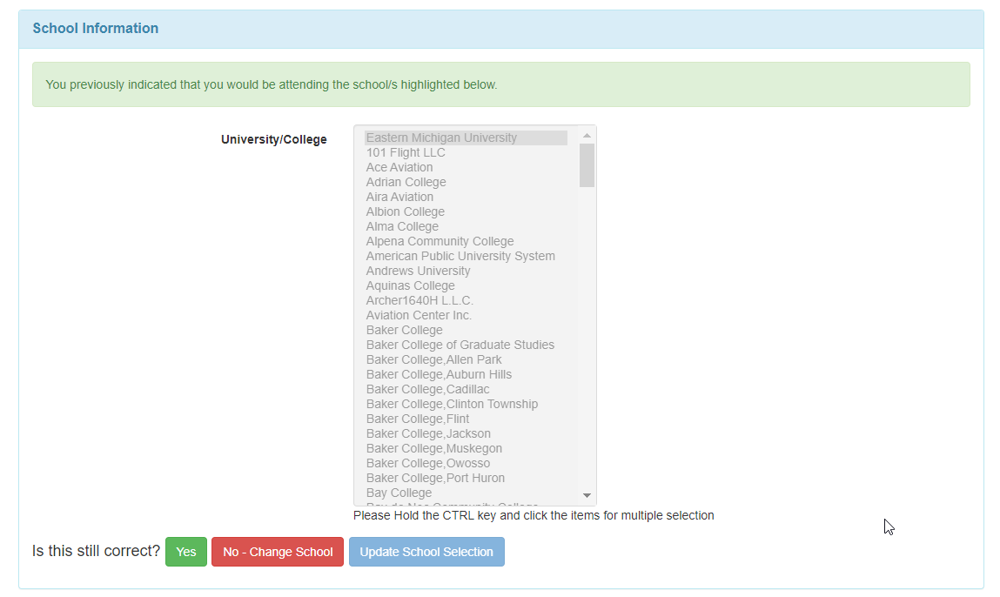 School Information
You previously indicated that you would be attending the school/s highlighted below.
University/College
Eastern Michigan University
101 Flight LLC
Ace Aviation
Adrian College
Aira Aviation
Albion College
Alma College
Alpena Community College
American Public University System
Andrews University
Aquinas College
Archer1640H L.L.C.
Aviation Center Inc.
Baker College
Baker College of Graduate Studies
Baker College,Allen Park
Baker College,Auburn Hills
Baker College,Cadillac
Baker College,Clinton Township
Baker College,Flint
Baker College,Jackson
Baker College,Muskegon
Baker College,Owosso
Baker College,Port Huron
Bay College
Please Hold the CTRL key and click the items for multiple selection
Is this still correct? Yes No - Change School Update School Selection